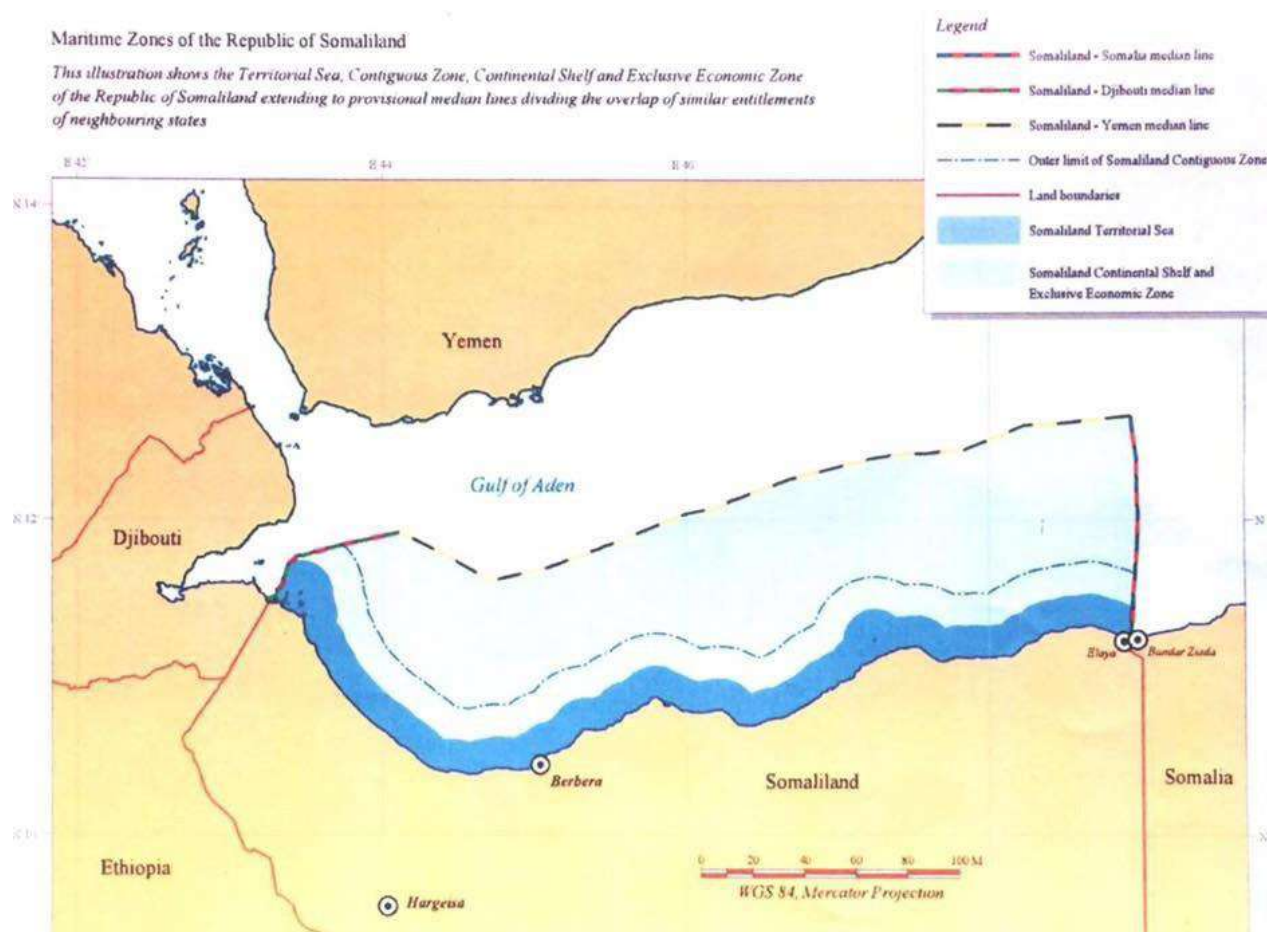 Maritime Zones of the Republic of Somaliland
This illustration shows the Territorial Sea, Contiguous Zone, Continental Shelf and Exclusive Economic Zone
of the Republic of Somaliland extending to provisional median lines dividing the overlap of similar entitlements
of neighbouring states
Legend
Somaliland - Somalia median line
Somaliland - Djibouti median line
Somaliland - Yemen median line
Outer limit of Somaliland Contiguous Zone
Land boundaries
Somaliland Territorial Sea
Somaliland Continental Shelf and
Exclusive Economic Zone
E 42
E 44
E 46
N 14
Yemen
Gulf of Aden
N 12
N
Djibouti
Elayo
Bundar Ziada
Berbera
Somaliland
Somalia
Ethiopia
Hargeisa
0 20 40 60 80 100 M
WGS 84, Mercator Projection